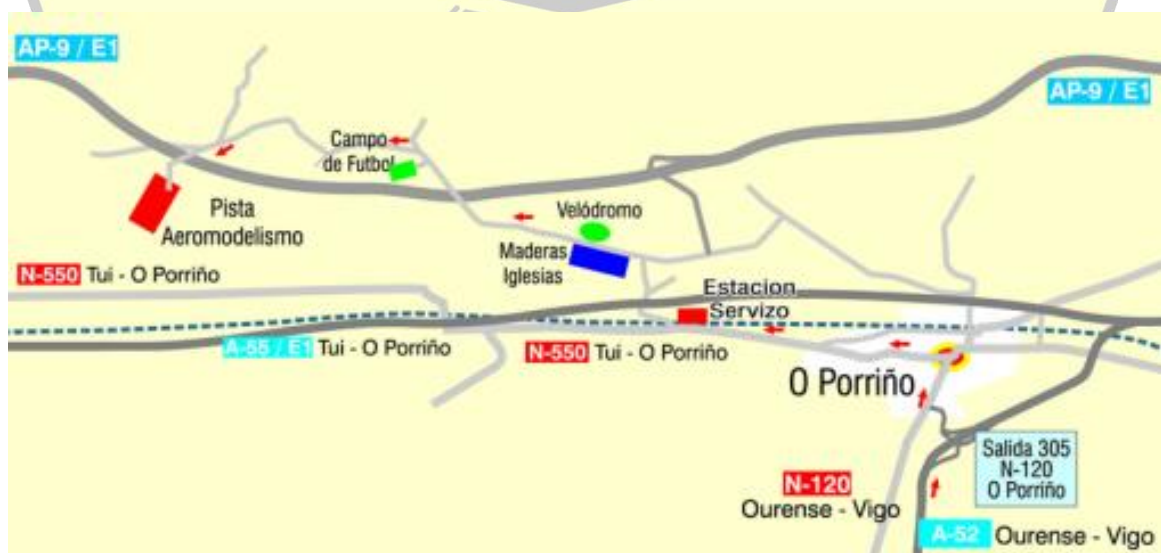 AP-9 / E1
AP-9 / E1
Campo
de Futbol
Pista
Aeromodelismo
Velódromo
Maderas
Iglesias
N-550 Tui - O Porriño
Estacion
Servizo
A-55 / E1 Tui - O Porriño
N-550 Tui - O Porriño
O Porriño
Salida 305
N-120
O Porriño
N-120
Ourense - Vigo
A-52 Ourense - Vigo